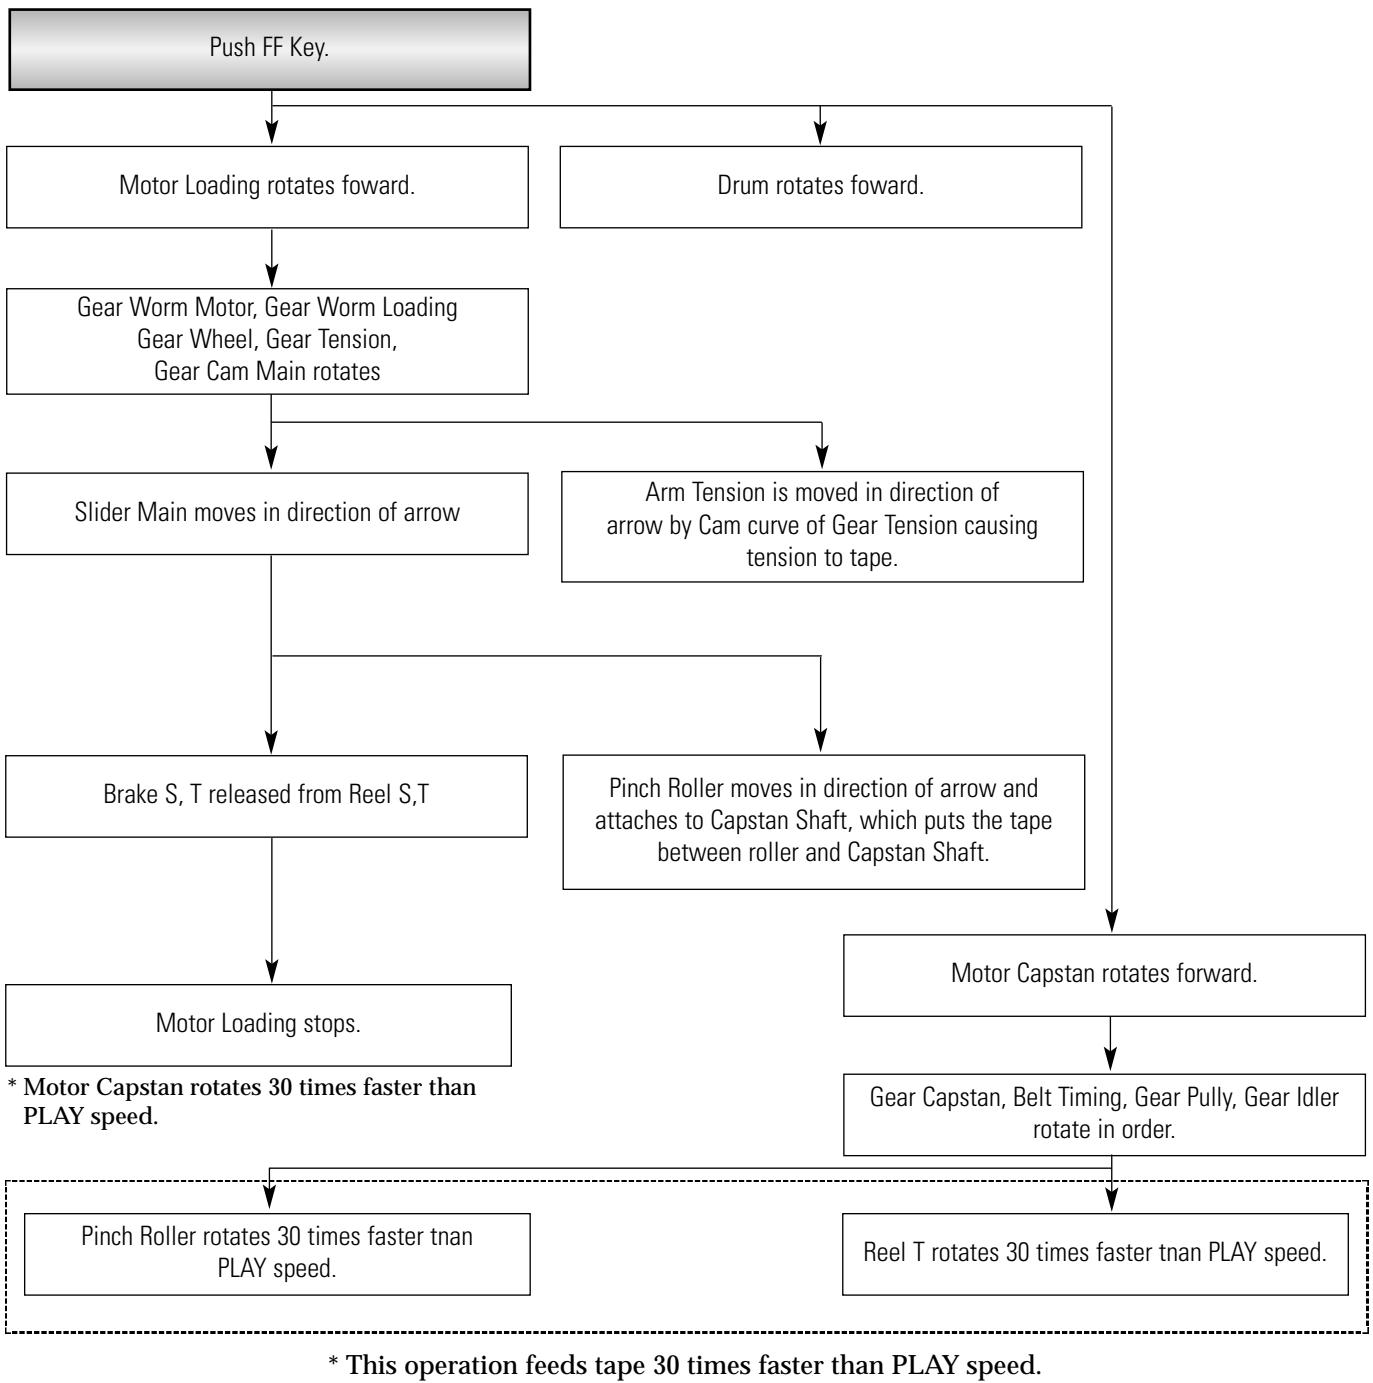 Push FF Key.
Motor Loading rotates foward.
Drum rotates foward.
Gear Worm Motor, Gear Worm Loading
Gear Wheel, Gear Tension,
Gear Cam Main rotates
Slider Main moves in direction of arrow
Arm Tension is moved in direction of
arrow by Cam curve of Gear Tension causing
tension to tape.
Brake S, T released from Reel S,T
Pinch Roller moves in direction of arrow and
attaches to Capstan Shaft, which puts the tape
between roller and Capstan Shaft.
Motor Capstan rotates forward.
Motor Loading stops.
* Motor Capstan rotates 30 times faster than
PLAY speed.
Gear Capstan, Belt Timing, Gear Pully, Gear Idler
rotate in order.
Pinch Roller rotates 30 times faster tnan
PLAY speed.
Reel T rotates 30 times faster tnan PLAY speed.
* This operation feeds tape 30 times faster than PLAY speed.